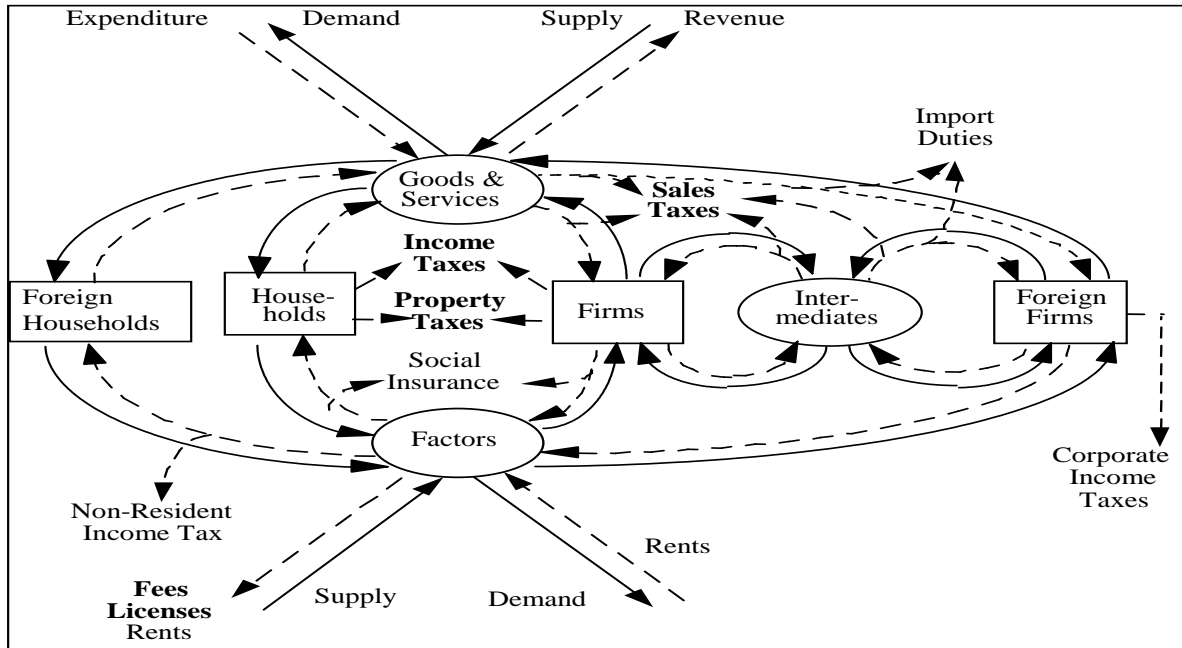 Expenditure Demand Supply Revenue
Import
Duties
Goods &
Services
Sales
Taxes
Income
Taxes
Foreign
Households
House-
holds
Property
Taxes
Firms
Inter-
mediates
Foreign
Firms
Social
Insurance
Factors
Corporate
Income
Taxes
Non-Resident
Income Tax
Rents
Fees
Licenses
Rents
Supply
Demand